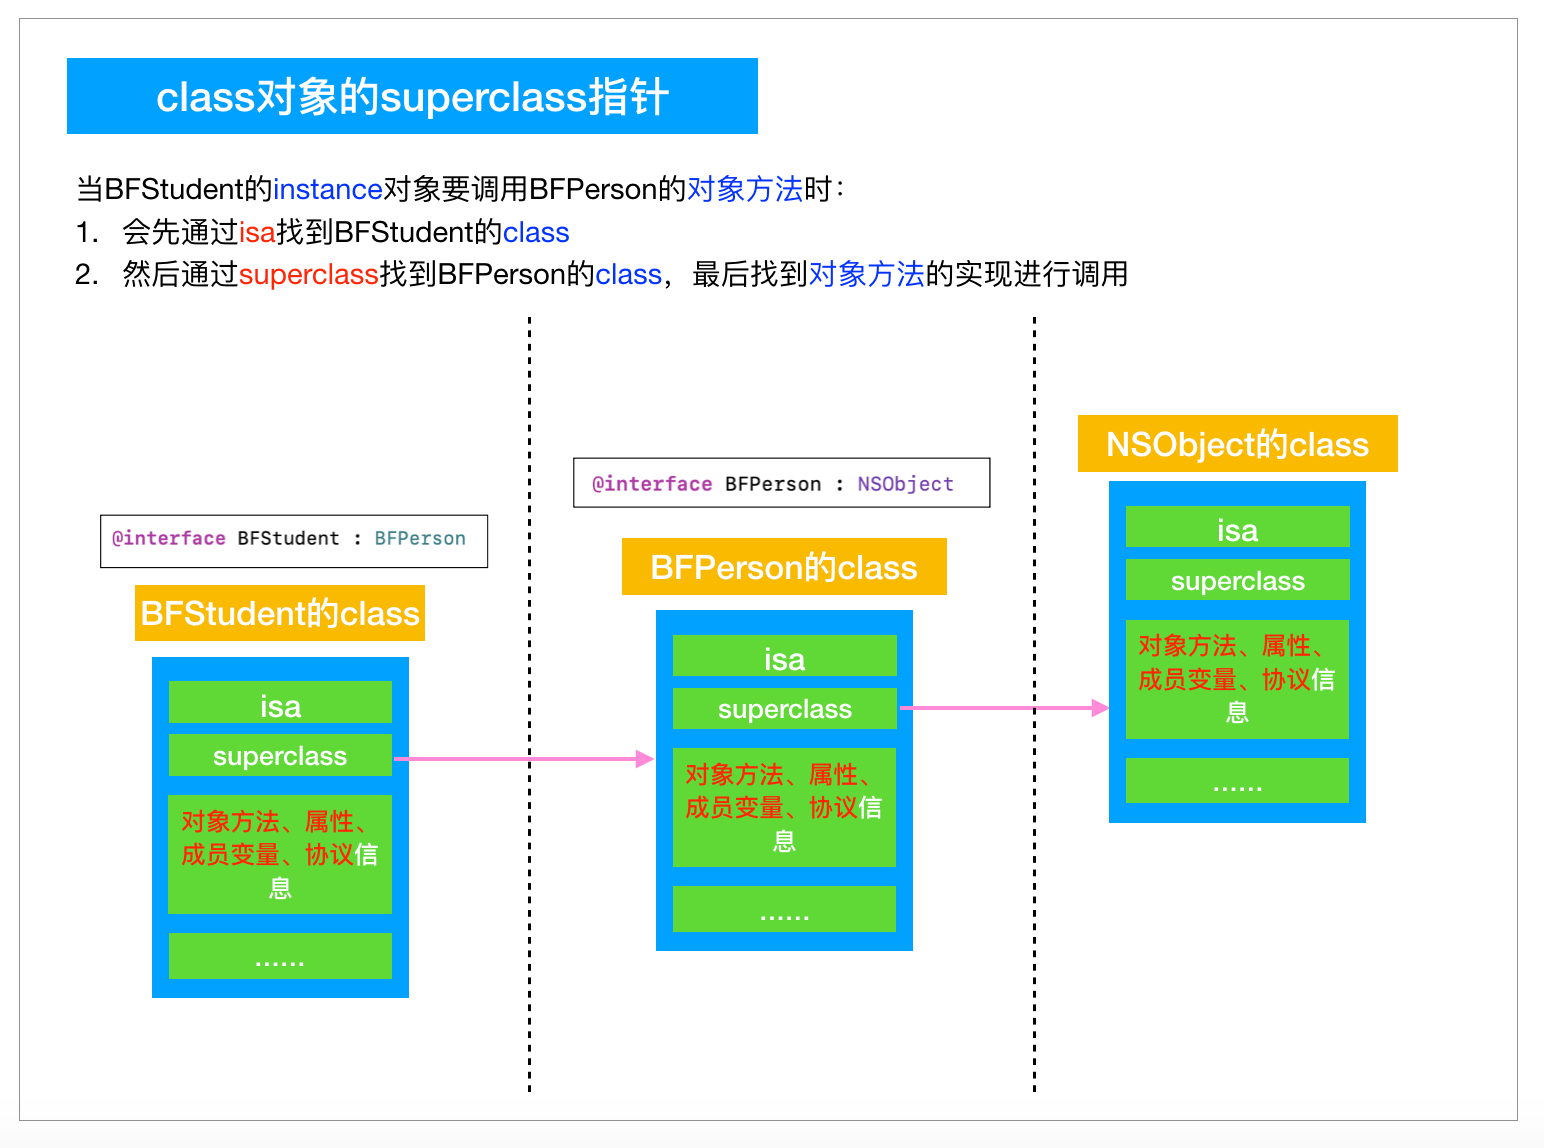 class对象的superclass指针
当BFStudent的instance对象要调用BFPerson的对象方法时：
1. 会先通过isa找到BFStudent的class
2. 然后通过superclass找到BFPerson的class，最后找到对象方法的实现进行调用
@interface BFStudent : BFPerson
BFStudent的class
isa
superclass
对象方法、属性、
成员变量、协议信
息
......
@interface BFPerson : NSObject
BFPerson的class
isa
superclass
对象方法、属性、
成员变量、协议信
息
......
NSObject的class
isa
superclass
对象方法、属性、
成员变量、协议信
息
......